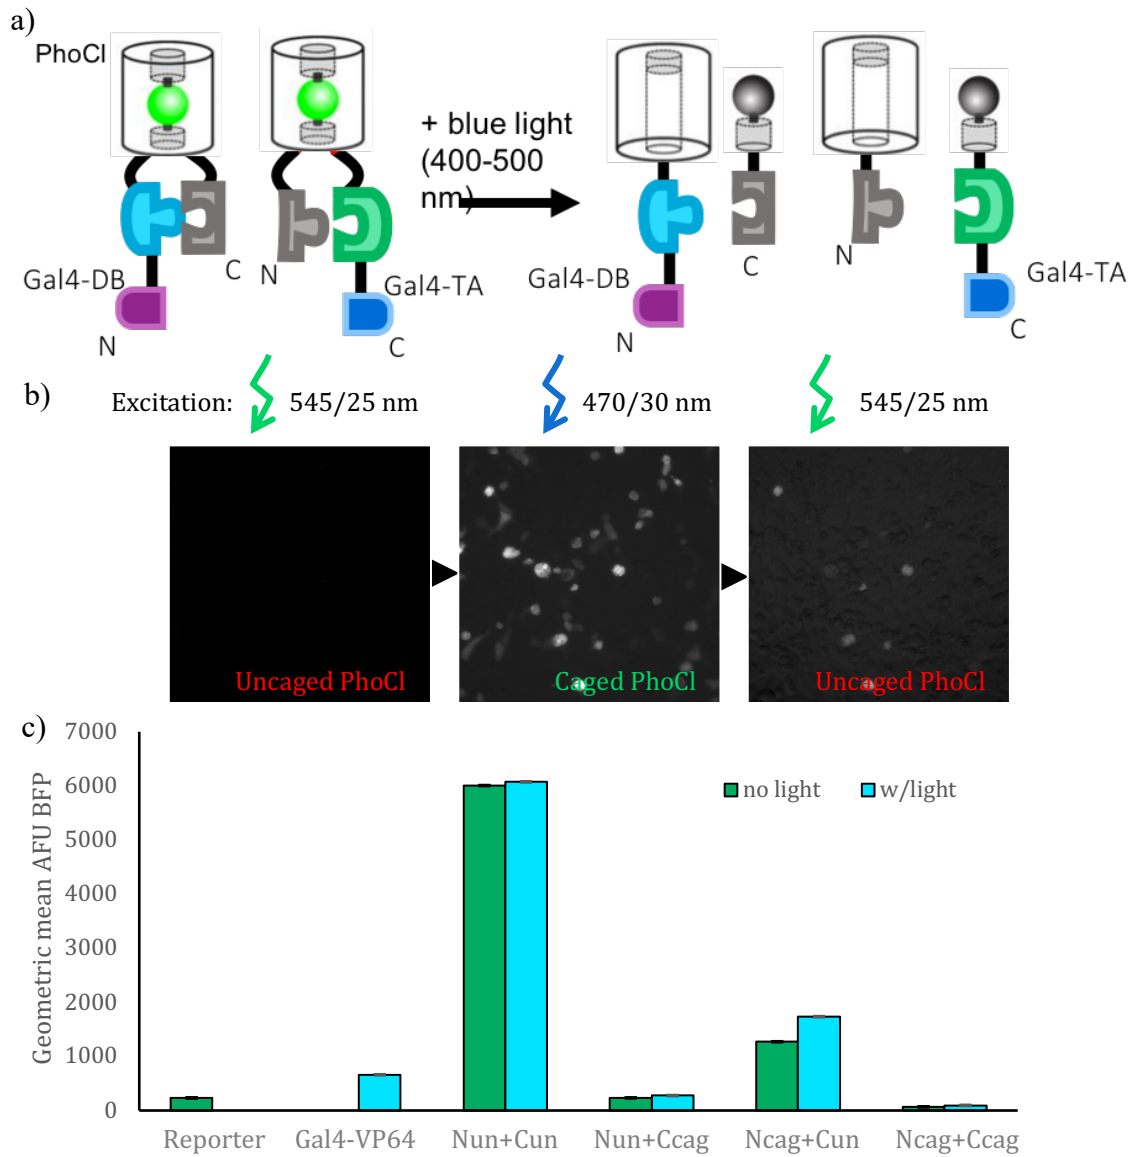 a)
PhoCl
+ blue light
(400-500
nm)
Gal4-DB
C
N
Gal4-TA
N
C
Gal4-DB
C
N
Gal4-TA
N
C
b)
Excitation:
545/25 nm
470/30 nm
545/25 nm
Uncaged PhoCl
Caged PhoCl
Uncaged PhoCl
c)
Geometric mean AFU BFP
7000
6000
5000
4000
3000
2000
1000
0
no light
w/light
Reporter
Gal4-VP64
Nun+Cun
Nun+Ccag
Ncag+Cun
Ncag+Ccag